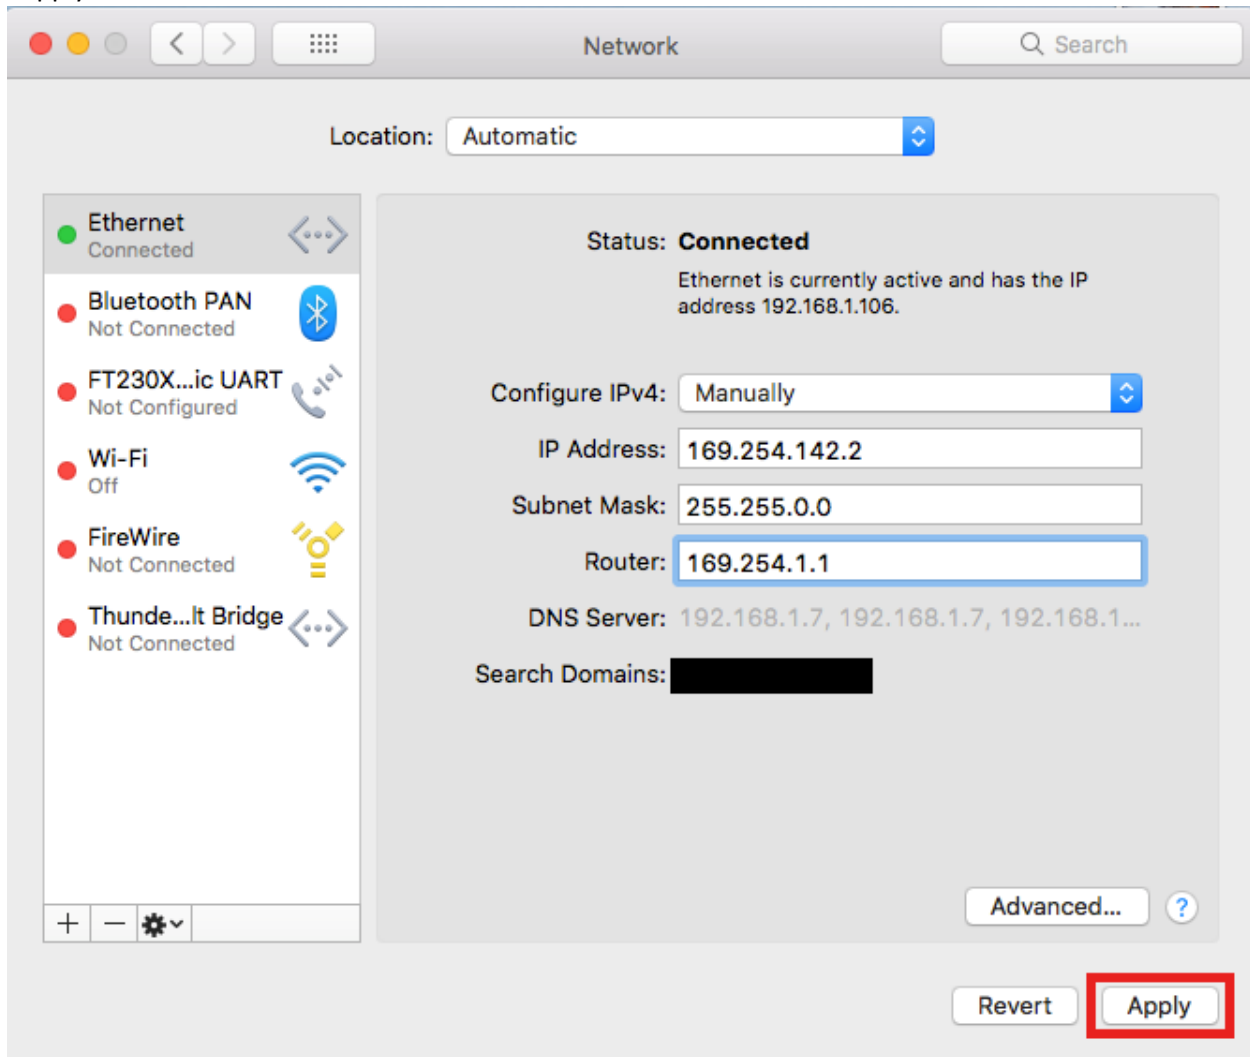 Network
Search
Location: Automatic
Ethernet
Connected
Bluetooth PAN
Not Connected
FT230X...ic UART
Not Configured
Wi-Fi
Off
FireWire
Not Connected
Thunde...lt Bridge
Not Connected
Status: Connected
Ethernet is currently active and has the IP
address 192.168.1.106.
Configure IPv4: Manually
IP Address: 169.254.142.2
Subnet Mask: 255.255.0.0
Router: 169.254.1.1
DNS Server: 192.168.1.7, 192.168.1.7, 192.168.1...
Search Domains:
Advanced... ?
Revert Apply